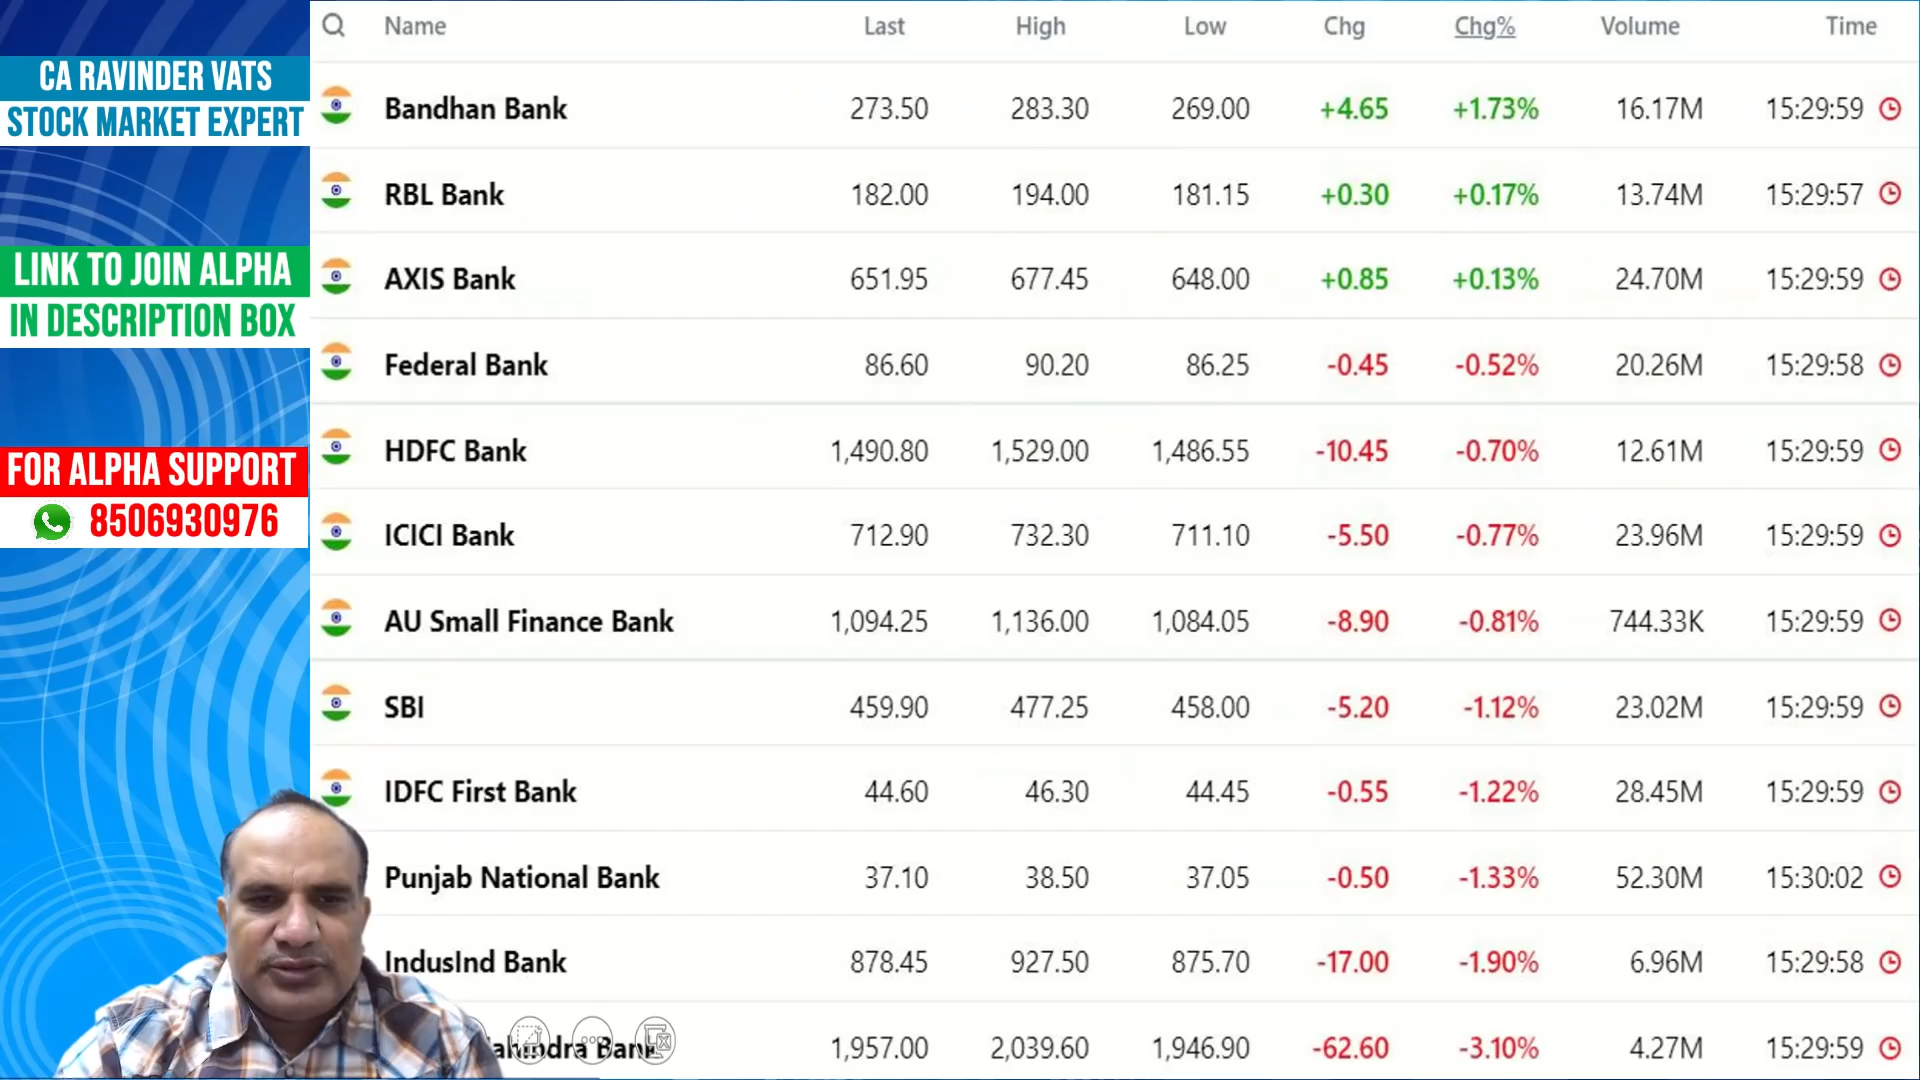 CA RAVINDER VATS
STOCK MARKET EXPERT
LINK TO JOIN ALPHA
IN DESCRIPTION BOX
FOR ALPHA SUPPORT
8506930976
Name Last High Low Chg Chg% Volume Time
Bandhan Bank 273.50 283.30 269.00 +4.65 +1.73% 16.17M 15:29:59
RBL Bank 182.00 194.00 181.15 +0.30 +0.17% 13.74M 15:29:57
AXIS Bank 651.95 677.45 648.00 +0.85 +0.13% 24.70M 15:29:59
Federal Bank 86.60 90.20 86.25 -0.45 -0.52% 20.26M 15:29:58
HDFC Bank 1,490.80 1,529.00 1,486.55 -10.45 -0.70% 12.61M 15:29:59
ICICI Bank 712.90 732.30 711.10 -5.50 -0.77% 23.96M 15:29:59
AU Small Finance Bank 1,094.25 1,136.00 1,084.05 -8.90 -0.81% 744.33K 15:29:59
SBI 459.90 477.25 458.00 -5.20 -1.12% 23.02M 15:29:59
IDFC First Bank 44.60 46.30 44.45 -0.55 -1.22% 28.45M 15:29:59
Punjab National Bank 37.10 38.50 37.05 -0.50 -1.33% 52.30M 15:30:02
IndusInd Bank 878.45 927.50 875.70 -17.00 -1.90% 6.96M 15:29:58
ahindra Bank 1,957.00 2,039.60 1,946.90 -62.60 -3.10% 4.27M 15:29:59